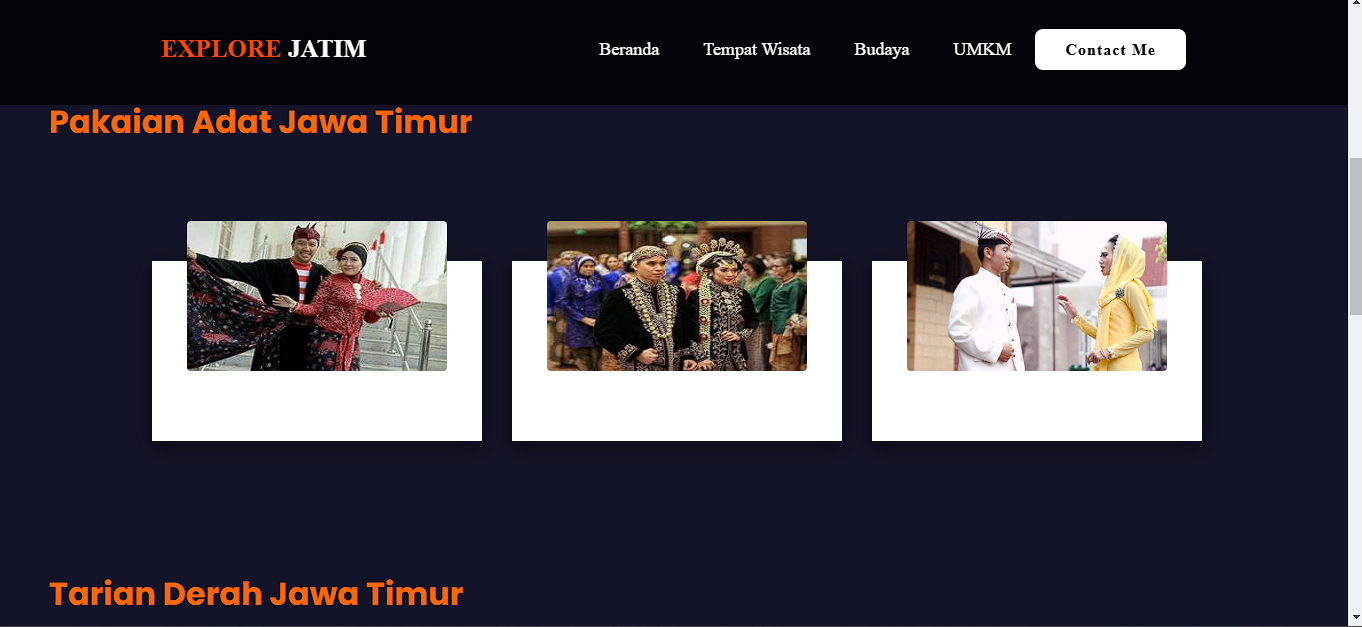 EXPLORE JATIM
Beranda Tempat Wisata Budaya UMKM Contact Me
Pakaian Adat Jawa Timur
Tarian Derah Jawa Timur